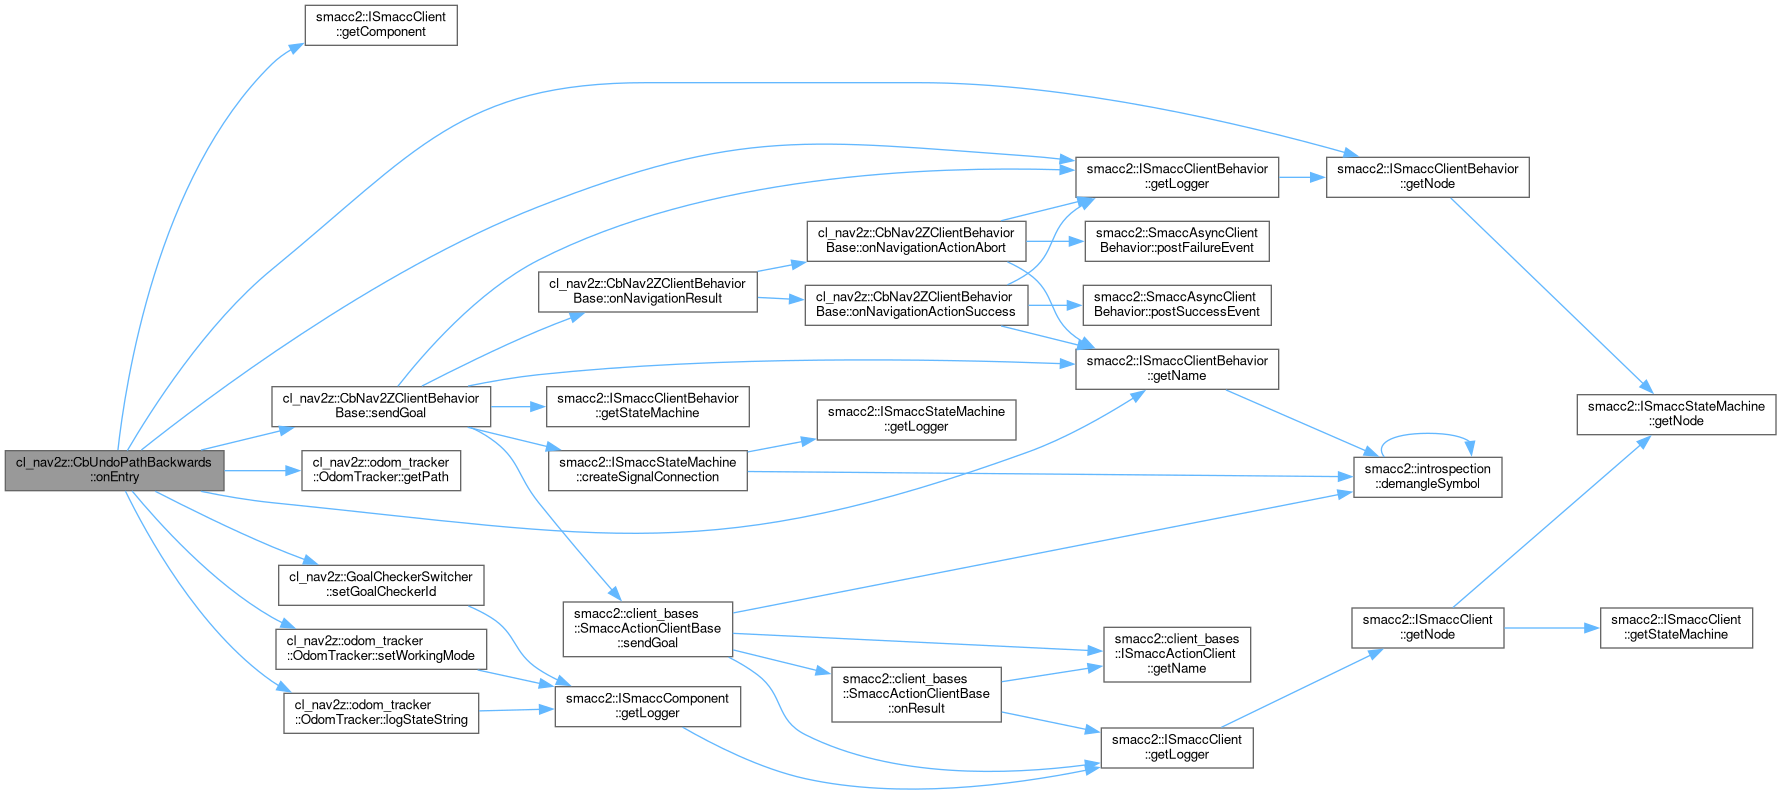 smacc2::ISmaccClient
::getComponent
smacc2::ISmaccClientBehavior
::getLogger
smacc2::ISmaccClientBehavior
::getNode
cl_nav2z::CbNav2ZClientBehavior
Base::onNavigationActionAbort
smacc2::SmaccAsyncClient
Behavior::postFailureEvent
cl_nav2z::CbNav2ZClientBehavior
Base::onNavigationResult
cl_nav2z::CbNav2ZClientBehavior
Base::onNavigationActionSuccess
smacc2::SmaccAsyncClient
Behavior::postSuccessEvent
smacc2::ISmaccClientBehavior
::getName
cl_nav2z::CbNav2ZClientBehavior
Base::sendGoal
smacc2::ISmaccClientBehavior
::getStateMachine
smacc2::ISmaccStateMachine
::getLogger
smacc2::ISmaccStateMachine
::getNode
cl_nav2z::CbUndoPathBackwards
::onEntry
cl_nav2z::odom_tracker
::OdomTracker::getPath
smacc2::ISmaccStateMachine
::createSignalConnection
smacc2::introspection
::demangleSymbol
cl_nav2z::GoalCheckerSwitcher
::setGoalCheckerId
smacc2::client_bases
::SmaccActionClientBase
::sendGoal
cl_nav2z::odom_tracker
::OdomTracker::setWorkingMode
smacc2::client_bases
::ISmaccActionClient
::getName
smacc2::ISmaccClient
::getNode
smacc2::ISmaccClient
::getStateMachine
smacc2::client_bases
::SmaccActionClientBase
::onResult
cl_nav2z::odom_tracker
::OdomTracker::logStateString
smacc2::ISmaccComponent
::getLogger
smacc2::ISmaccClient
::getLogger